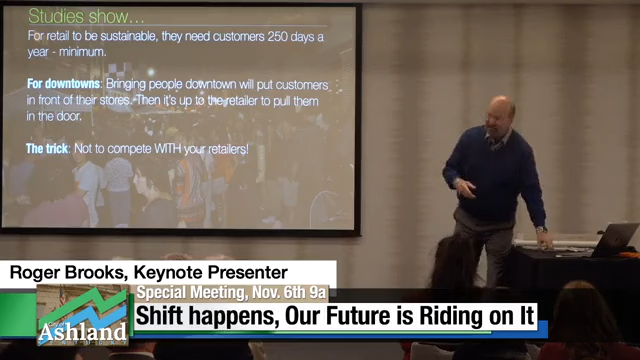 Studies show…
For retail to be sustainable, they need customers 250 days a
year - minimum.
For downtowns: Bringing people downtown will put customers
in front of their stores. Then it's up to the retailer to pull them
in the door.
The trick: Not to compete WITH your retailers!
Roger Brooks, Keynote Presenter
Special Meeting, Nov. 6th 9a
Shift happens, Our Future is Riding on It
Ashland